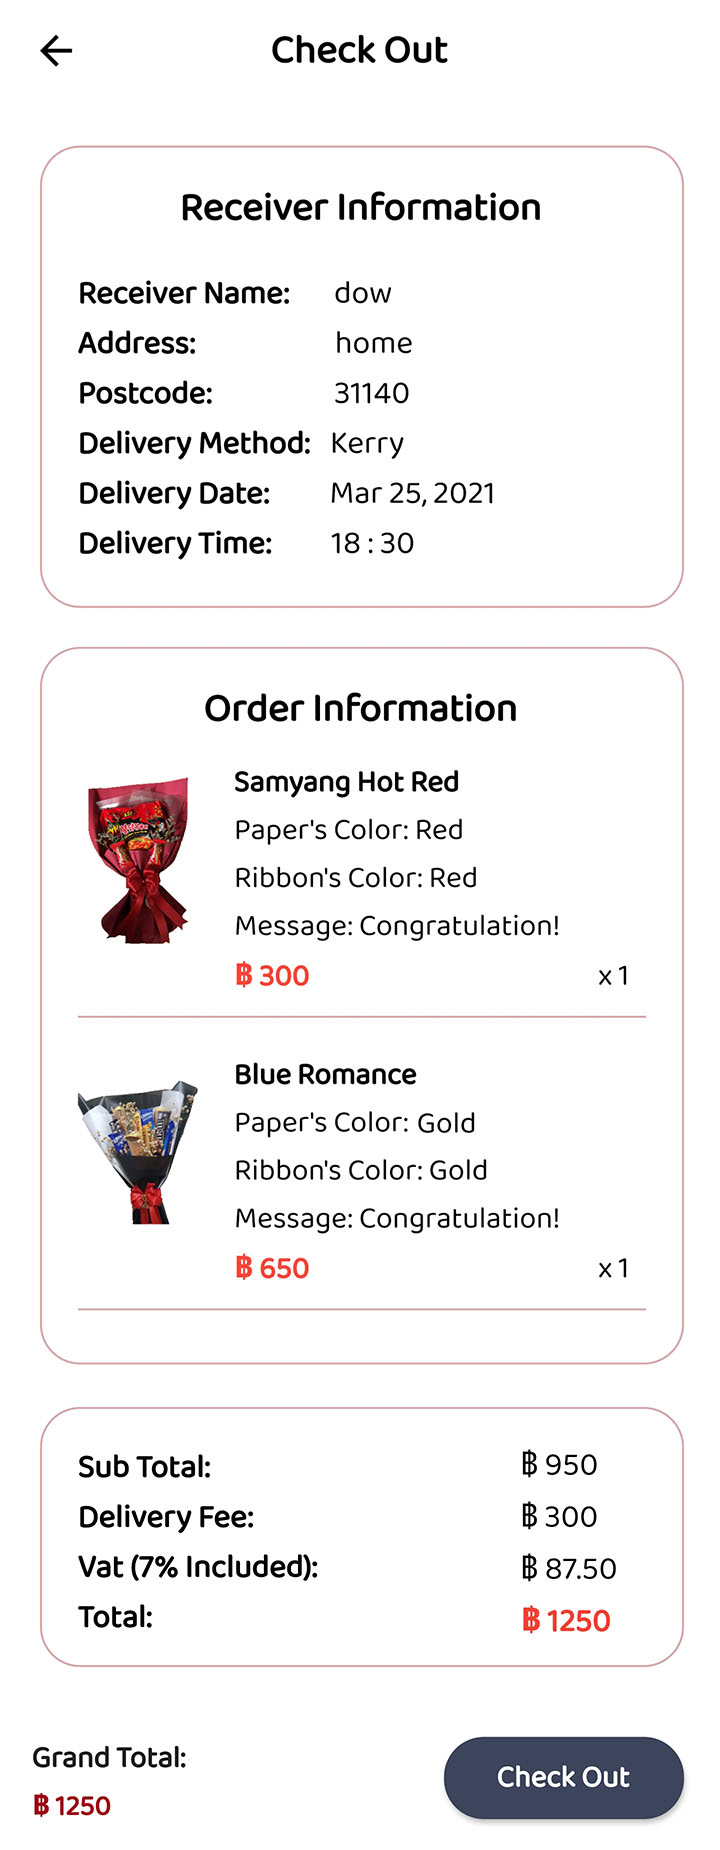 Check Out
Receiver Information
Receiver Name: dow
Address: home
Postcode: 31140
Delivery Method: Kerry
Delivery Date: Mar 25, 2021
Delivery Time: 18 : 30
Order Information
Samyang Hot Red
Paper's Color: Red
Ribbon's Color: Red
Message: Congratulation!
฿ 300 x 1
Blue Romance
Paper's Color: Gold
Ribbon's Color: Gold
Message: Congratulation!
฿ 650 x 1
Sub Total: ฿ 950
Delivery Fee: ฿ 300
Vat (7% Included): ฿ 87.50
Total: ฿ 1250
Grand Total:
฿ 1250
Check Out